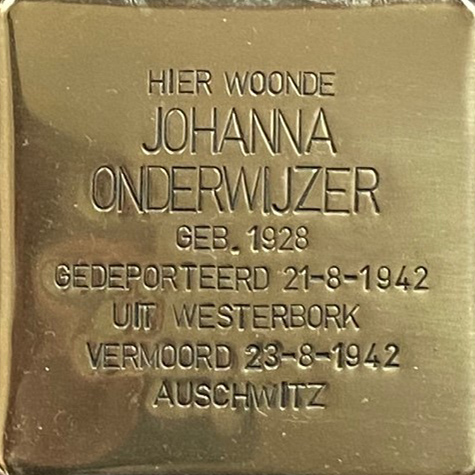 HIER WOONDE
JOHANNA
ONDERWIJZER
GEB. 1928
GEDEPORTEERD 21-8-1942
UIT WESTERBORK
VERMOORD 23-8-1942
AUSCHWITZ